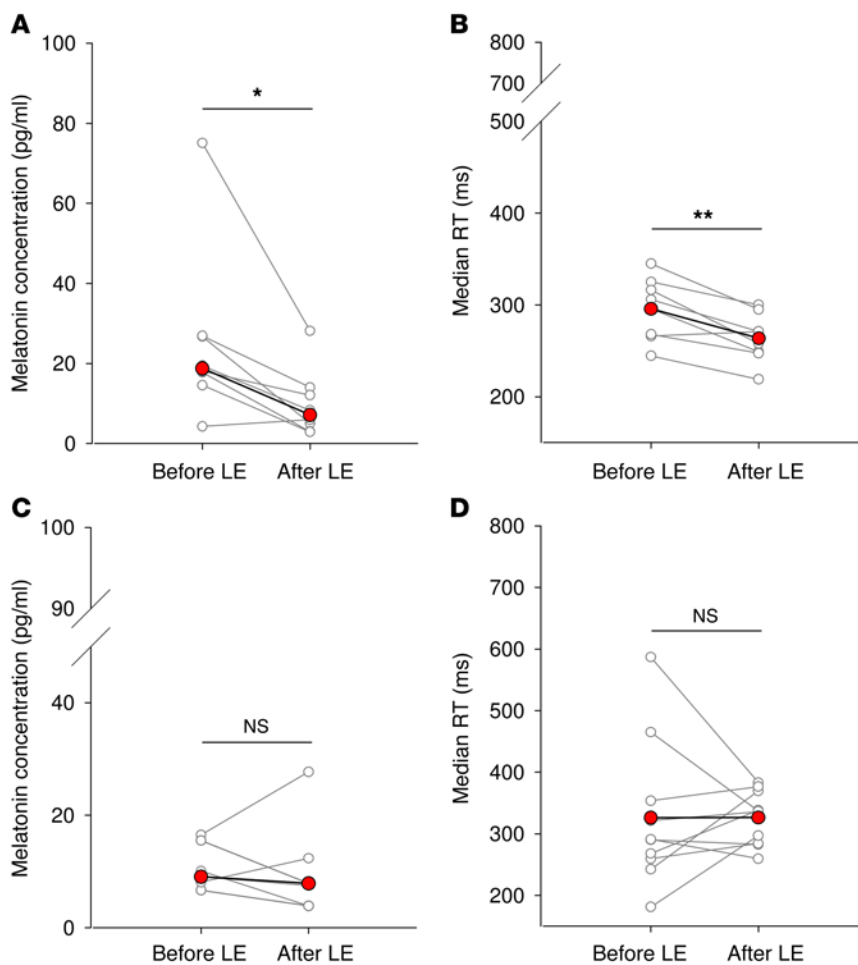 A
Melatonin concentration (pg/ml)
100
80
60
40
20
0
*
Before LE
After LE
B
Median RT (ms)
800
700
500
400
300
200
**
Before LE
After LE
C
Melatonin concentration (pg/ml)
100
90
40
20
0
NS
Before LE
After LE
D
Median RT (ms)
800
700
600
500
400
300
200
NS
Before LE
After LE